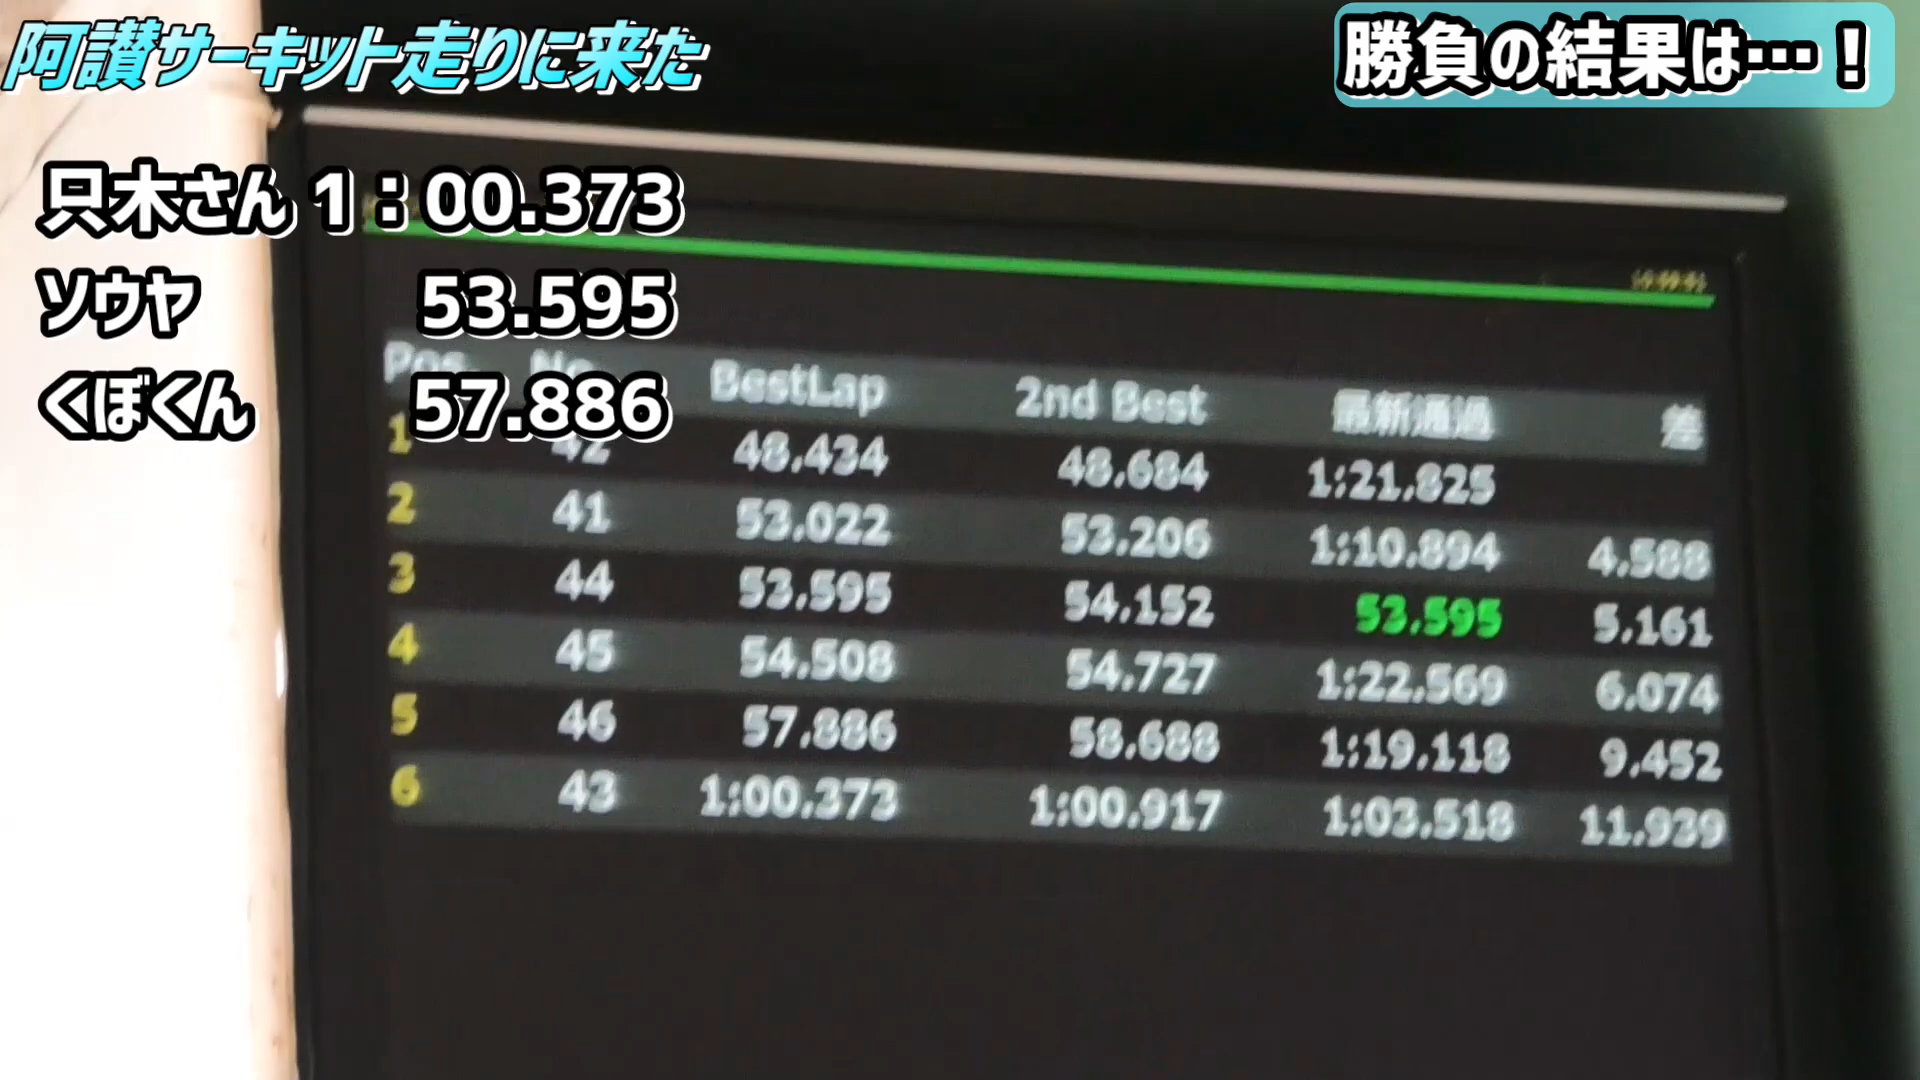 阿讃サーキット走りに来た
勝負の結果は…！
只木さん 1：00.373
ソウヤ 53.595
くぼくん 57.886
Pos. No. BestLap 2nd Best 最新通過 差
1 42 48.434 48.684 1:21.825
2 41 53.022 53.206 1:10.894 4.588
3 44 53.595 54.152 53.595 5.161
4 45 54.508 54.727 1:22.569 6.074
5 46 57.886 58.688 1:19.118 9.452
6 43 1:00.373 1:00.917 1:03.518 11.939